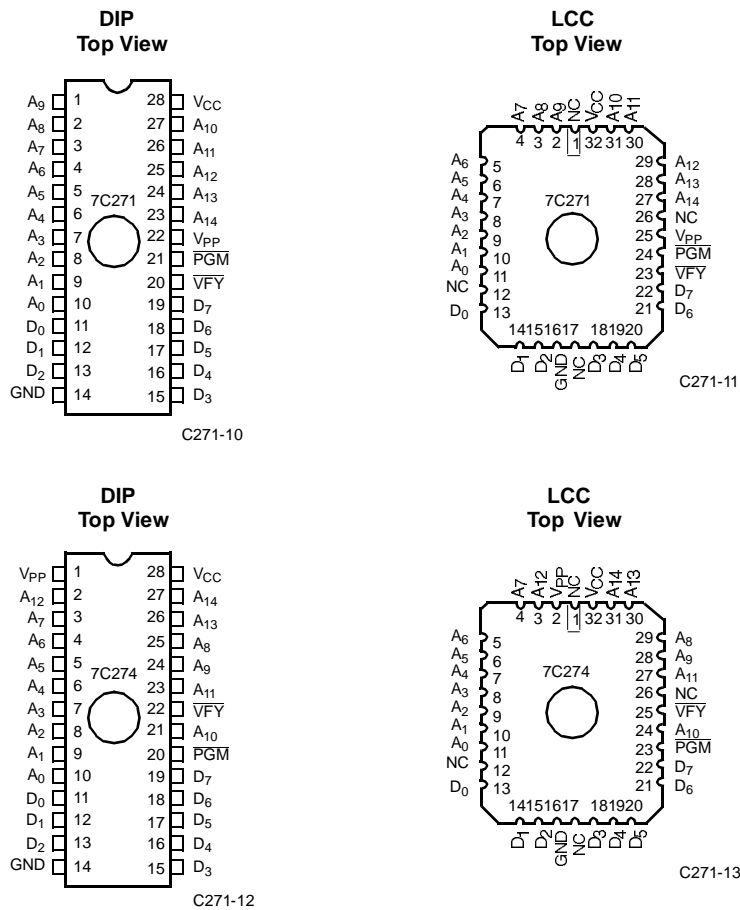 DIP
Top View
A9 1 28 VCC
A8 2 27 A10
A7 3 26 A11
A6 4 25 A12
A5 5 24 A13
A4 6 7C271 23 A14
A3 7 22 VPP
A2 8 21 P̅G̅M̅
A1 9 20 V̅F̅Y̅
A0 10 19 D7
D0 11 18 D6
D1 12 17 D5
D2 13 16 D4
GND 14 15 D3
C271-10
LCC
Top View
A7 A8 A9 NC VCC A10 A11
4 3 2 1 32 31 30
A6 5 29 A12
A5 6 28 A13
A4 7 7C271 27 A14
A3 8 26 NC
A2 9 25 VPP
A1 10 24 P̅G̅M̅
A0 11 23 V̅F̅Y̅
NC 12 22 D7
D0 13 21 D6
14 15 16 17 18 19 20
D1 D2 GND NC D3 D4 D5
C271-11
DIP
Top View
VPP 1 28 VCC
A12 2 27 A14
A7 3 26 A13
A6 4 25 A8
A5 5 24 A9
A4 6 7C274 23 A11
A3 7 22 V̅F̅Y̅
A2 8 21 A10
A1 9 20 P̅G̅M̅
A0 10 19 D7
D0 11 18 D6
D1 12 17 D5
D2 13 16 D4
GND 14 15 D3
C271-12
LCC
Top View
A7 A12 VPP NC VCC A14 A13
4 3 2 1 32 31 30
A6 5 29 A8
A5 6 28 A9
A4 7 7C274 27 A11
A3 8 26 NC
A2 9 25 V̅F̅Y̅
A1 10 24 A10
A0 11 23 P̅G̅M̅
NC 12 22 D7
D0 13 21 D6
14 15 16 17 18 19 20
D1 D2 GND NC D3 D4 D5
C271-13